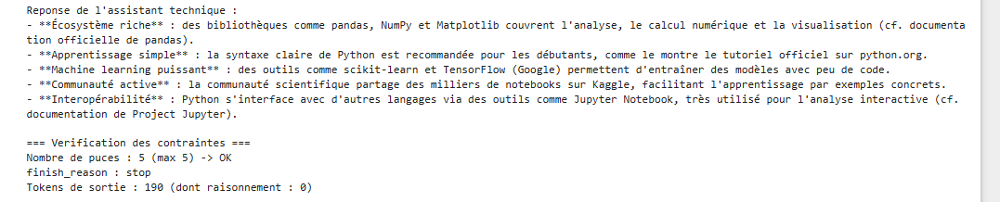 Reponse de l'assistant technique :
- **Écosystème riche** : des bibliothèques comme pandas, NumPy et Matplotlib couvrent l'analyse, le calcul numérique et la visualisation (cf. documenta
tion officielle de pandas).
- **Apprentissage simple** : la syntaxe claire de Python est recommandée pour les débutants, comme le montre le tutoriel officiel sur python.org.
- **Machine learning puissant** : des outils comme scikit-learn et TensorFlow (Google) permettent d'entraîner des modèles avec peu de code.
- **Communauté active** : la communauté scientifique partage des milliers de notebooks sur Kaggle, facilitant l'apprentissage par exemples concrets.
- **Interopérabilité** : Python s'interface avec d'autres langages via des outils comme Jupyter Notebook, très utilisé pour l'analyse interactive (cf.
documentation de Project Jupyter).

=== Verification des contraintes ===
Nombre de puces : 5 (max 5) -> OK
finish_reason : stop
Tokens de sortie : 190 (dont raisonnement : 0)